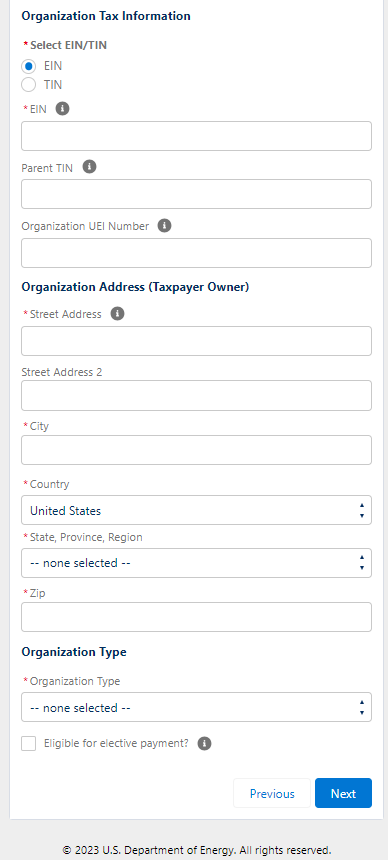 Organization Tax Information
* Select EIN/TIN
EIN
TIN
* EIN
Parent TIN
Organization UEI Number
Organization Address (Taxpayer Owner)
* Street Address
Street Address 2
* City
* Country
United States
* State, Province, Region
-- none selected --
* Zip
Organization Type
* Organization Type
-- none selected --
Eligible for elective payment?
Previous Next
© 2023 U.S. Department of Energy. All rights reserved.